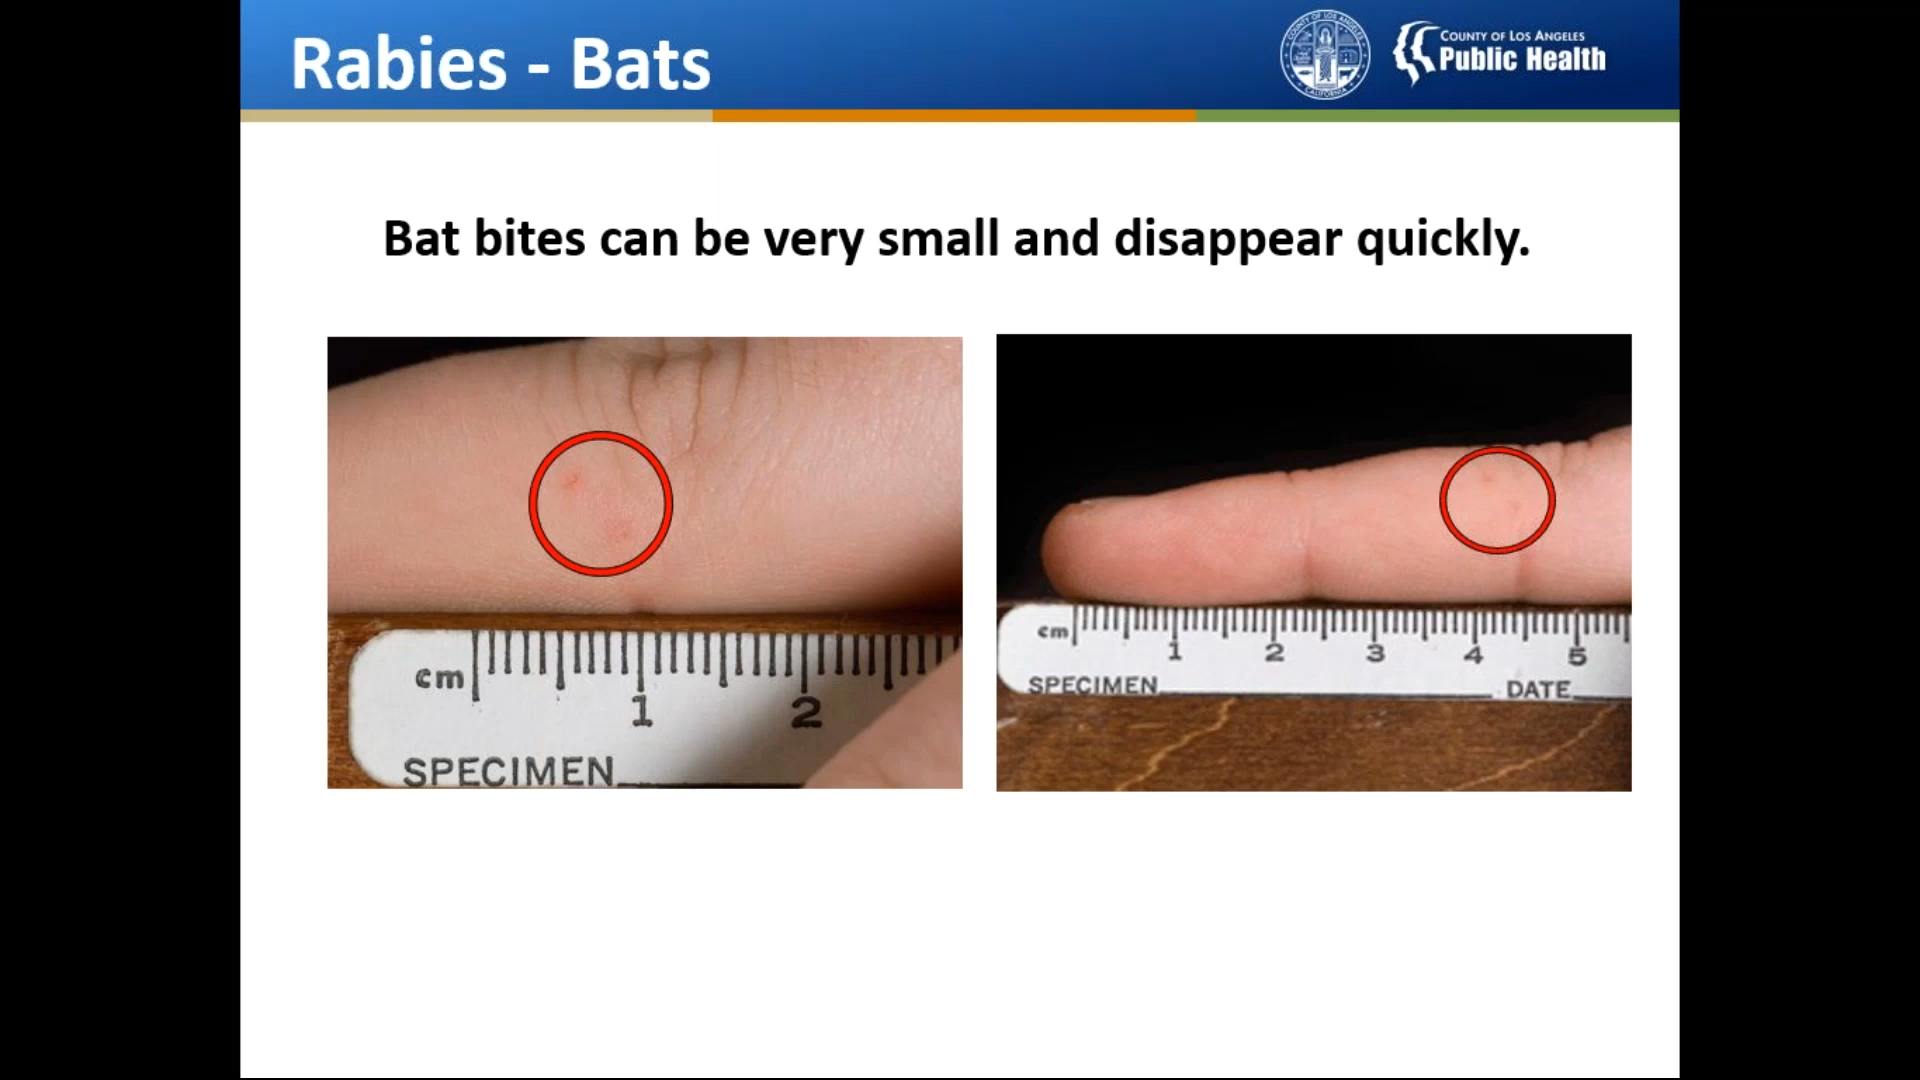 Rabies - Bats
COUNTY OF LOS ANGELES
Public Health
Bat bites can be very small and disappear quickly.
cm
1 2
SPECIMEN
cm
1 2 3 4 5
SPECIMEN DATE